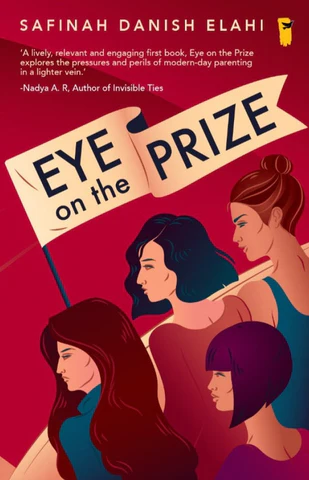 SAFINAH DANISH ELAHI
'A lively, relevant and engaging first book, Eye on the Prize
explores the pressures and perils of modern-day parenting
in a lighter vein.'
-Nadya A. R, Author of Invisible Ties
EYE
on the
PRIZE